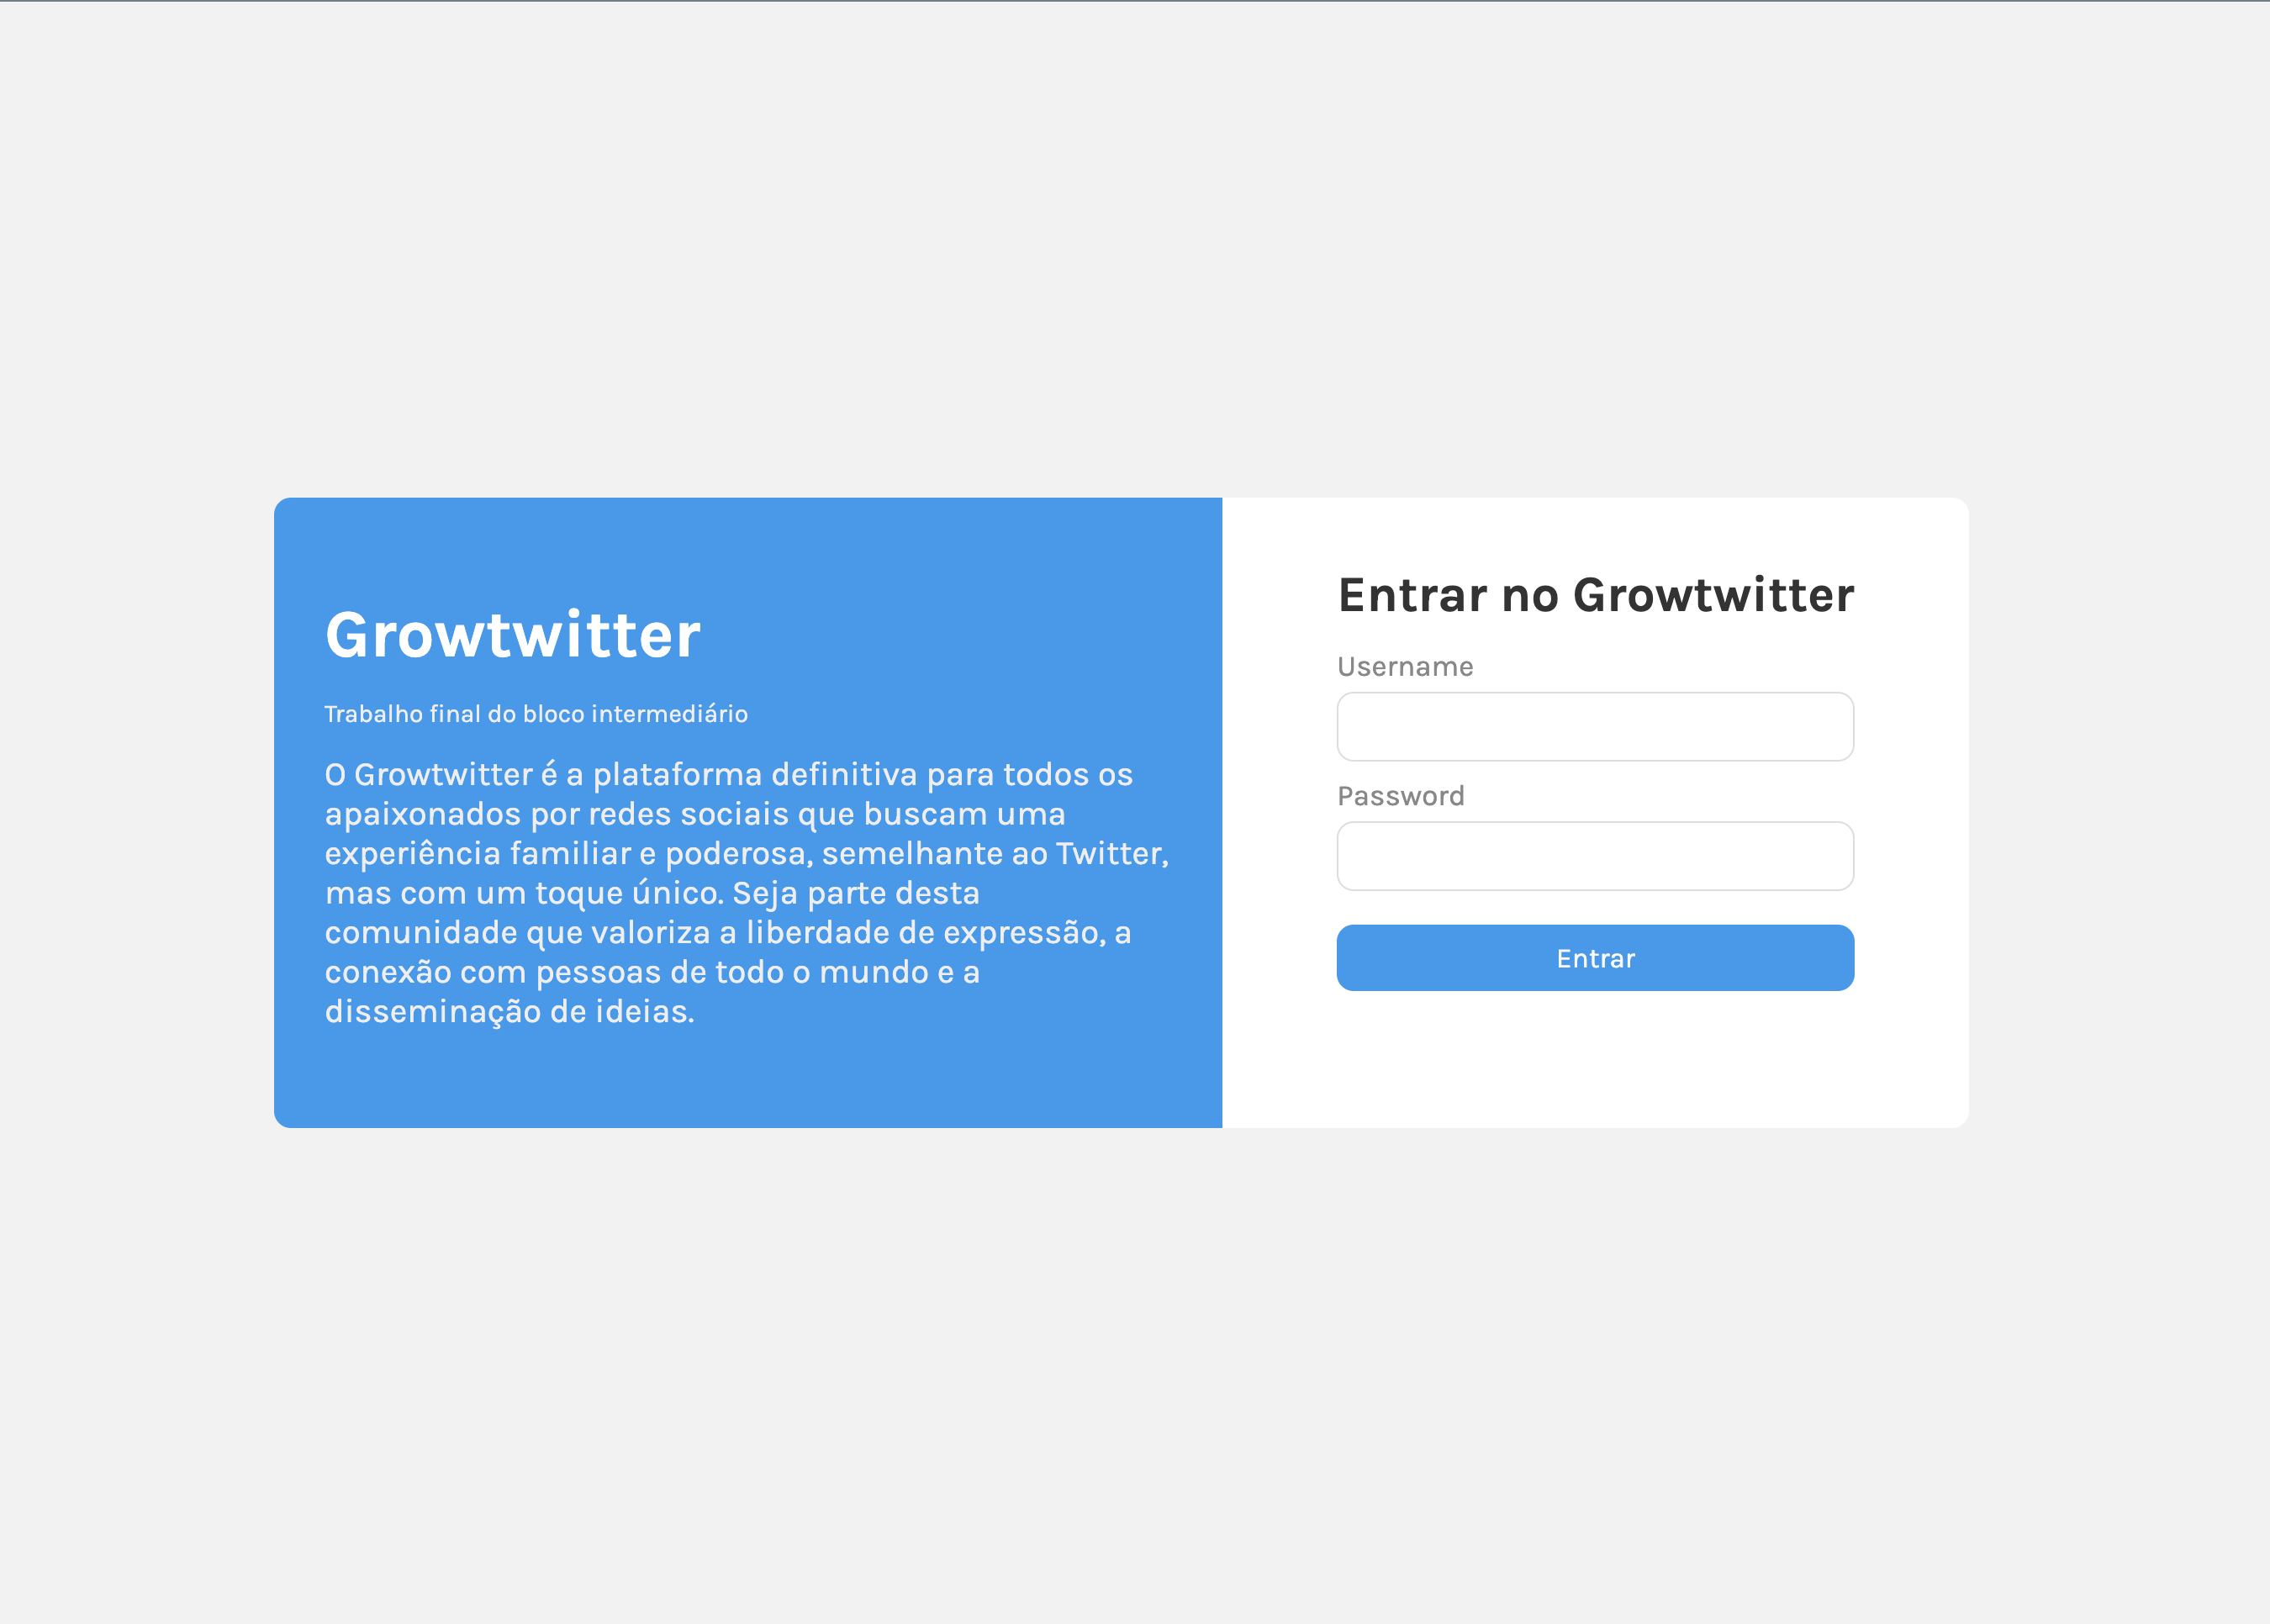 Growtwitter
Trabalho final do bloco intermediário
O Growtwitter é a plataforma definitiva para todos os
apaixonados por redes sociais que buscam uma
experiência familiar e poderosa, semelhante ao Twitter,
mas com um toque único. Seja parte desta
comunidade que valoriza a liberdade de expressão, a
conexão com pessoas de todo o mundo e a
disseminação de ideias.
Entrar no Growtwitter
Username
Password
Entrar